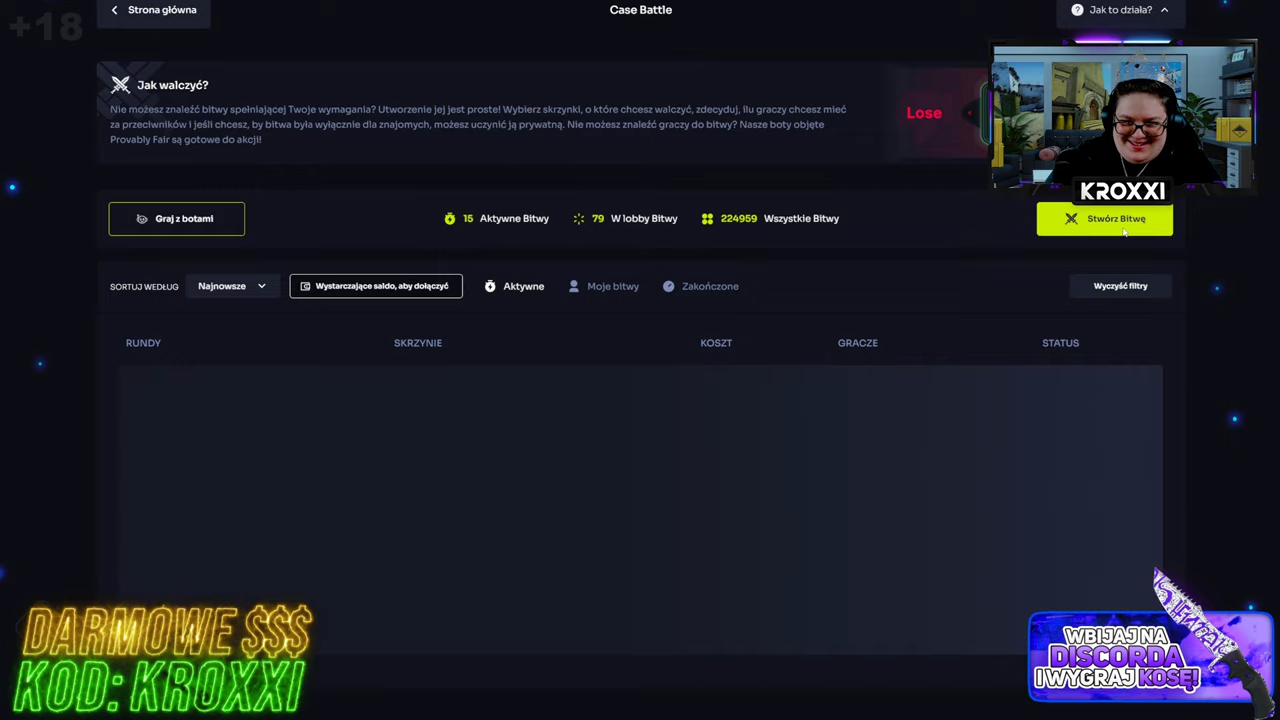 +18
Strona główna
Case Battle
Jak to działa?
Jak walczyć?
Nie możesz znaleźć bitwy spełniającej Twoje wymagania? Utworzenie jej jest proste! Wybierz skrzynki, o które chcesz walczyć, zdecyduj, ilu graczy chcesz mieć
za przeciwników i jeśli chcesz, by bitwa była wyłącznie dla znajomych, możesz uczynić ją prywatną. Nie możesz znaleźć graczy do bitwy? Nasze boty objęte
Provably Fair są gotowe do akcji!
Lose
KROXXI
Graj z botami
15 Aktywne Bitwy
79 W lobby Bitwy
224959 Wszystkie Bitwy
Stwórz Bitwę
SORTUJ WEDŁUG
Najnowsze
Wystarczające saldo, aby dołączyć
Aktywne
Moje bitwy
Zakończone
Wyczyść filtry
RUNDY
SKRZYNIE
KOSZT
GRACZE
STATUS
DARMOWE $$$
KOD: KROXXI
WBIJAJ NA
DISCORDA
I WYGRAJ KOSĘ!